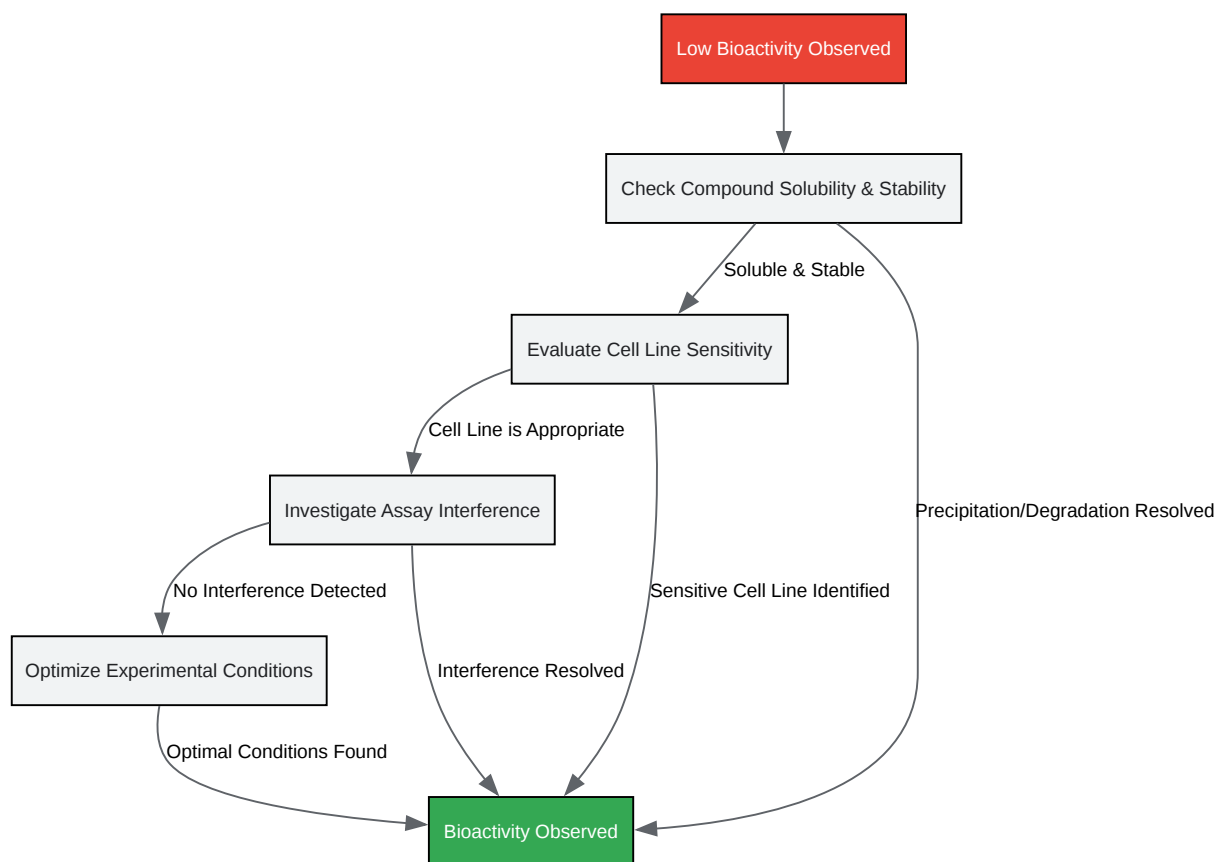 Low Bioactivity Observed
Check Compound Solubility & Stability
Soluble & Stable
Evaluate Cell Line Sensitivity
Cell Line is Appropriate
Investigate Assay Interference
Precipitation/Degradation Resolved
No Interference Detected
Sensitive Cell Line Identified
Optimize Experimental Conditions
Interference Resolved
Optimal Conditions Found
Bioactivity Observed